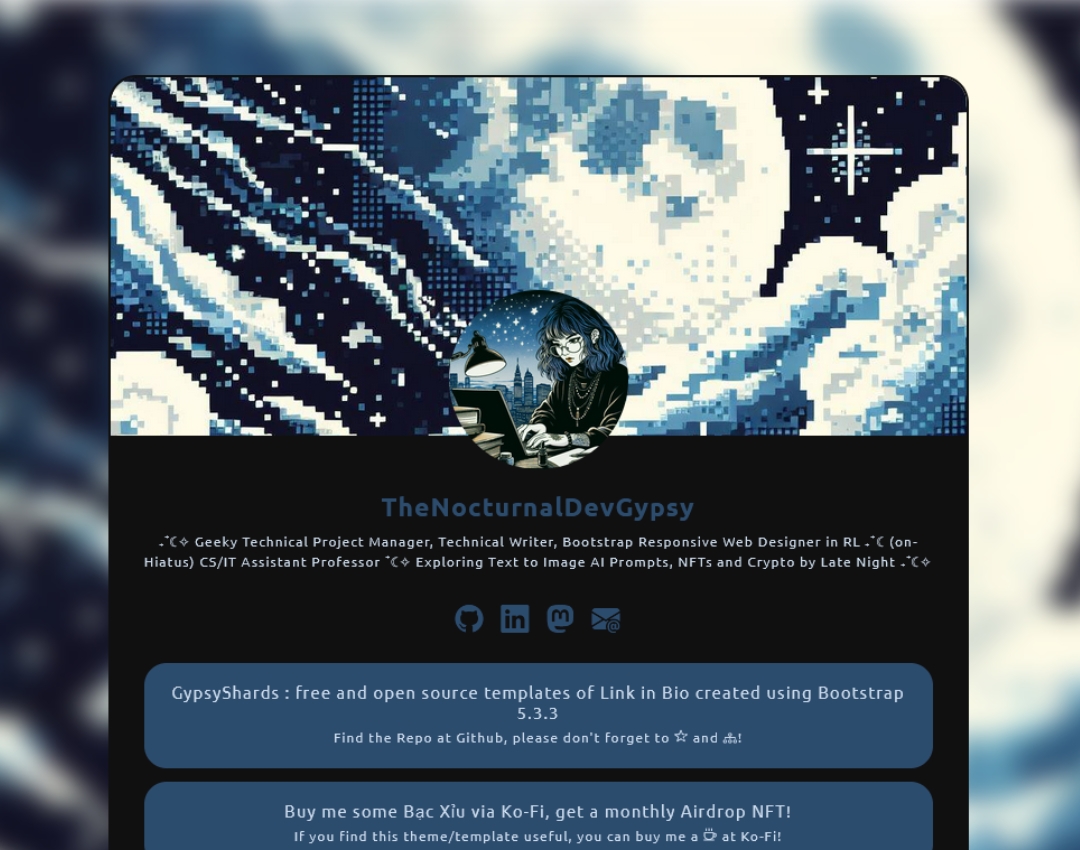 TheNocturnalDevGypsy
˖˚☾✧ Geeky Technical Project Manager, Technical Writer, Bootstrap Responsive Web Designer in RL ˖˚☾ (on-
Hiatus) CS/IT Assistant Professor ˚☾✧ Exploring Text to Image AI Prompts, NFTs and Crypto by Late Night ˖˚☾✧
GypsyShards : free and open source templates of Link in Bio created using Bootstrap
5.3.3
Find the Repo at Github, please don't forget to and !
Buy me some Bạc Xỉu via Ko-Fi, get a monthly Airdrop NFT!
If you find this theme/template useful, you can buy me a at Ko-Fi!